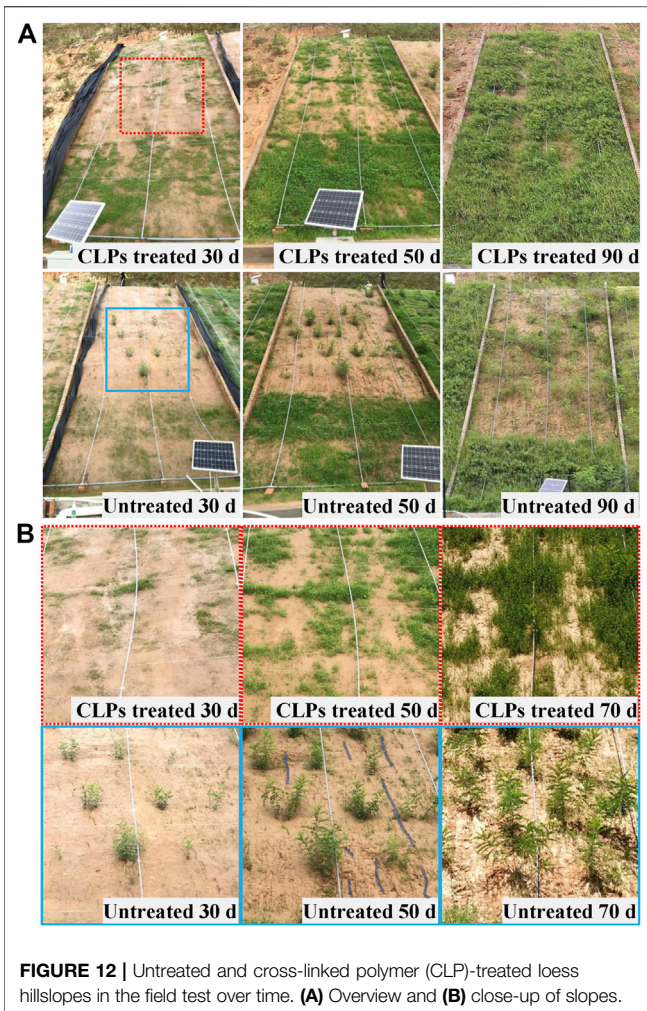 A
CLPs treated 30 d
CLPs treated 50 d
CLPs treated 90 d
Untreated 30 d
Untreated 50 d
Untreated 90 d
B
CLPs treated 30 d
CLPs treated 50 d
CLPs treated 70 d
Untreated 30 d
Untreated 50 d
Untreated 70 d
FIGURE 12 | Untreated and cross-linked polymer (CLP)-treated loess
hillslopes in the field test over time. (A) Overview and (B) close-up of slopes.